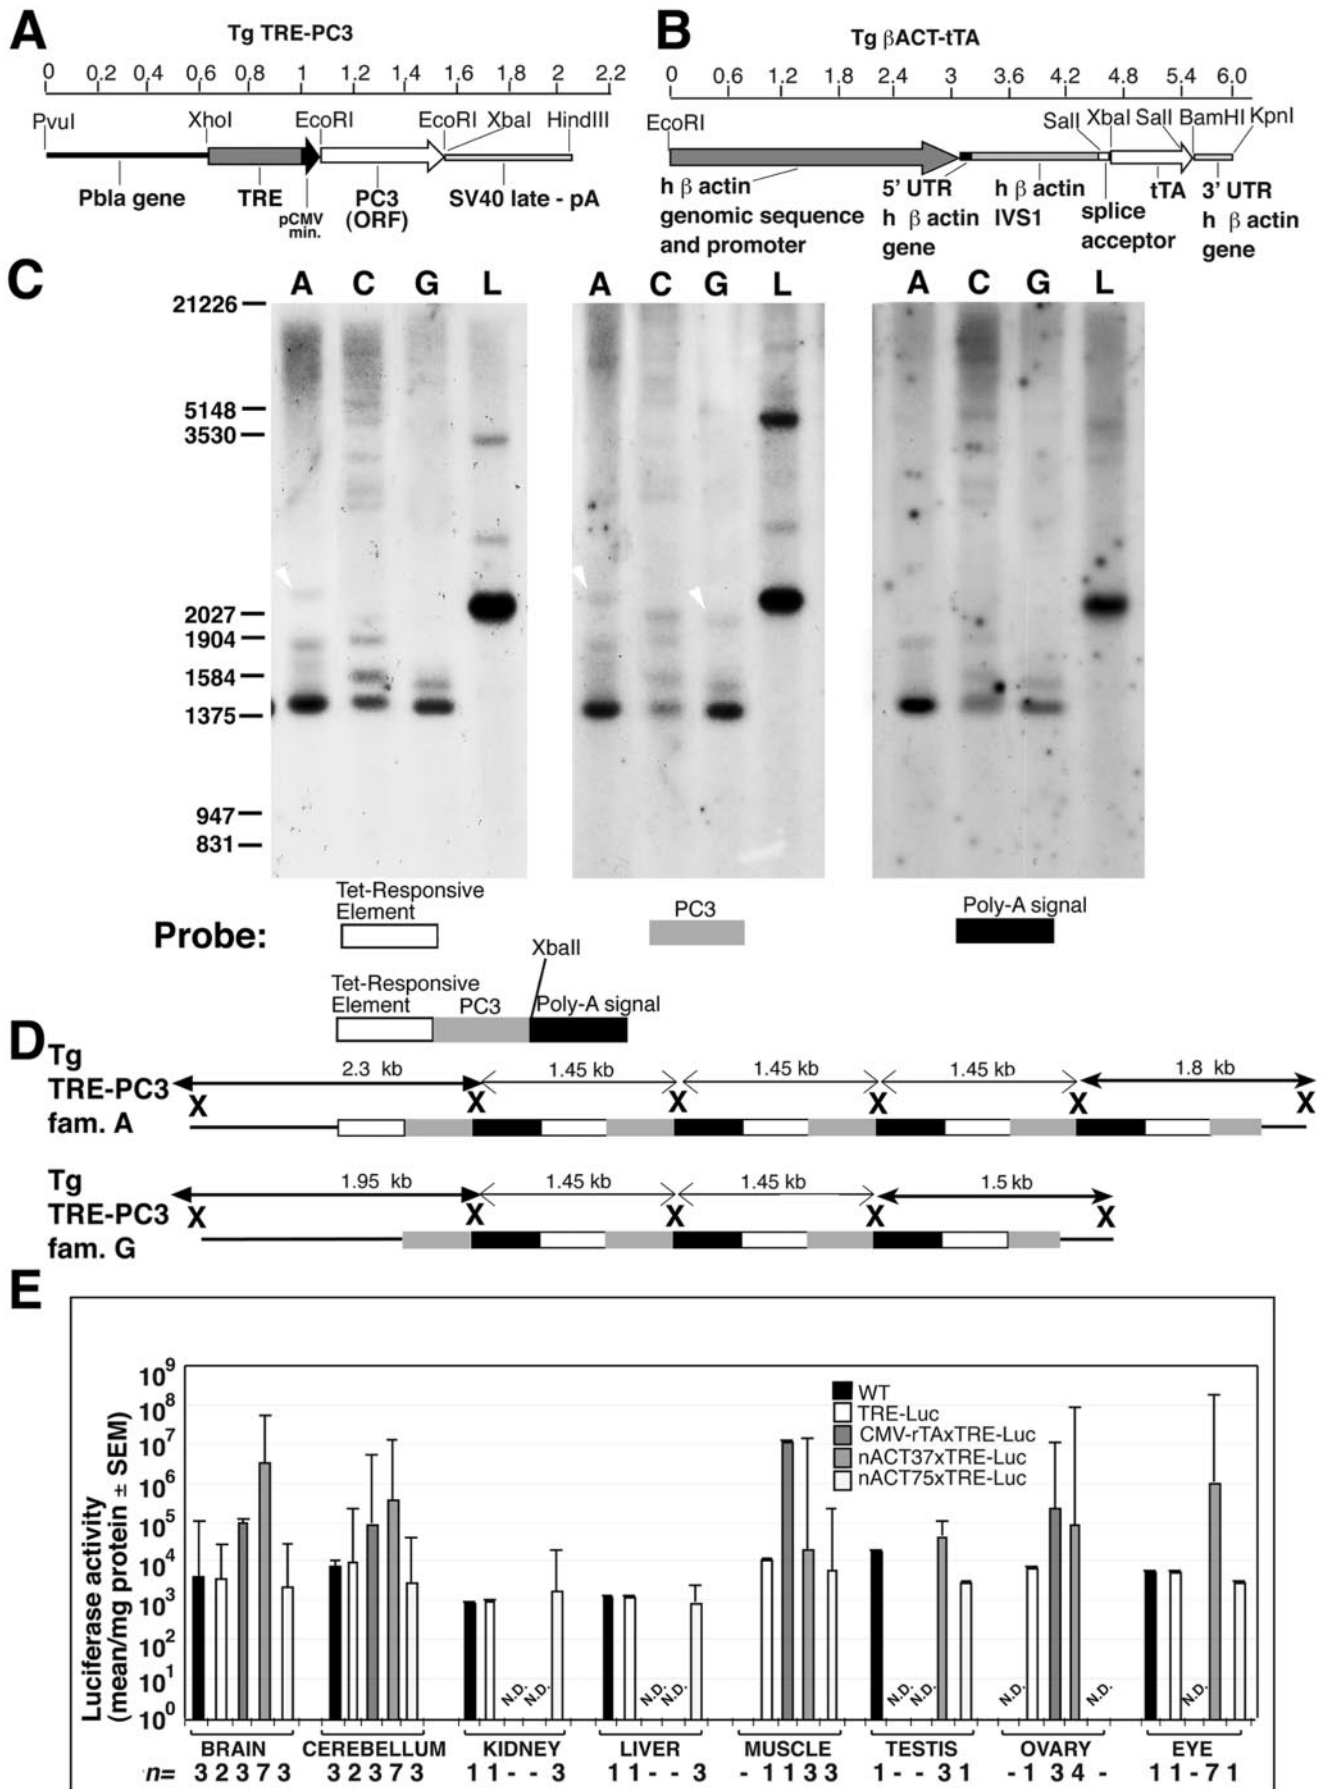 A
Tg TRE-PC3
0 0,2 0,4 0,6 0,8 1 1,2 1,4 1,6 1,8 2 2,2
PvuI XhoI EcoRI EcoRI XbaI HindIII
Pbla gene TRE pCMV min. PC3 (ORF) SV40 late - pA
B
Tg βACT-tTA
0 0.6 1.2 1.8 2.4 3 3.6 4.2 4.8 5.4 6.0
EcoRI SalI XbaI SalI BamHI KpnI
h β actin genomic sequence and promoter
5' UTR h β actin gene
h β actin IVS1
splice acceptor
tTA
3' UTR h β actin gene
C
A C G L A C G L A C G L
21226
5148
3530
2027
1904
1584
1375
947
831
Probe:
Tet-Responsive Element
PC3
Poly-A signal
XbaII
Tet-Responsive Element PC3 Poly-A signal
D
Tg TRE-PC3 fam. A
2.3 kb 1.45 kb 1.45 kb 1.45 kb 1.8 kb
X X X X X X
Tg TRE-PC3 fam. G
1.95 kb 1.45 kb 1.45 kb 1.5 kb
X X X X X
E
Luciferase activity (mean/mg protein ± SEM)
10⁹
10⁸
10⁷
10⁶
10⁵
10⁴
10³
10²
10¹
10⁰
WT
TRE-Luc
CMV-rTAxTRE-Luc
nACT37xTRE-Luc
nACT75xTRE-Luc
N.D. N.D. N.D. N.D. N.D. N.D. N.D. N.D. N.D.
BRAIN CEREBELLUM KIDNEY LIVER MUSCLE TESTIS OVARY EYE
n= 3 2 3 7 3 3 2 3 7 3 1 1 - - 3 1 1 - - 3 - 1 1 3 3 1 - - 3 1 - 1 3 4 - 1 1 - 7 1